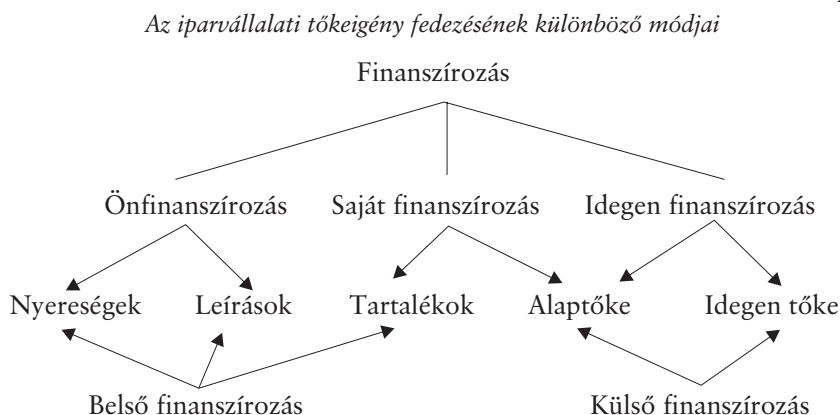 Az iparvállalati tőkeigény fedezésének különböző módjai
Finanszírozás
Önfinanszírozás Saját finanszírozás Idegen finanszírozás
Nyereségek Leírások Tartalékok Alaptőke Idegen tőke
Belső finanszírozás Külső finanszírozás